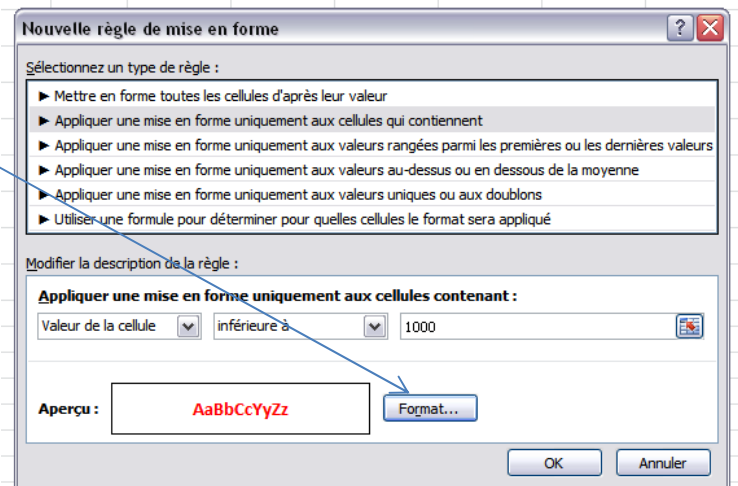 Nouvelle règle de mise en forme
Sélectionnez un type de règle :
► Mettre en forme toutes les cellules d'après leur valeur
► Appliquer une mise en forme uniquement aux cellules qui contiennent
► Appliquer une mise en forme uniquement aux valeurs rangées parmi les premières ou les dernières valeurs
► Appliquer une mise en forme uniquement aux valeurs au-dessus ou en dessous de la moyenne
► Appliquer une mise en forme uniquement aux valeurs uniques ou aux doublons
► Utiliser une formule pour déterminer pour quelles cellules le format sera appliqué
Modifier la description de la règle :
Appliquer une mise en forme uniquement aux cellules contenant :
Valeur de la cellule inférieure à 1000
Aperçu : AaBbCcYyZz Format...
OK Annuler